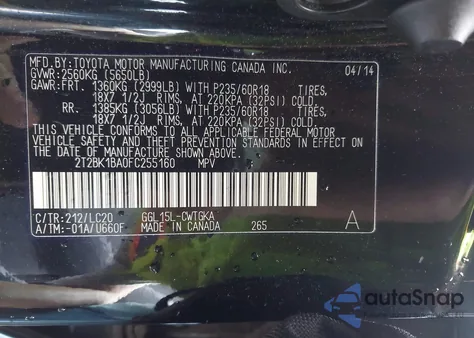 MFD.BY:TOYOTA MOTOR MANUFACTURING CANADA INC. 04/14
GVWR:2560KG (5650LB)
GAWR:FRT. 1360KG (2999LB) WITH P235/60R18 TIRES,
18X7 1/2J RIMS, AT 220KPA (32PSI) COLD.
RR. 1385KG (3056LB) WITH P235/60R18 TIRES,
18X7 1/2J RIMS, AT 220KPA (32PSI) COLD.
THIS VEHICLE CONFORMS TO ALL APPLICABLE FEDERAL MOTOR
VEHICLE SAFETY STANDARDS IN EFFECT ON THE DATE OF
MANUFACTURE SHOWN ABOVE.
2T2BK1BA0FC255160 MPV
C/TR:212/LC20 GGL15L-CWTGKA A
A/TM:-01A/U660F MADE IN CANADA 265
autoSnap